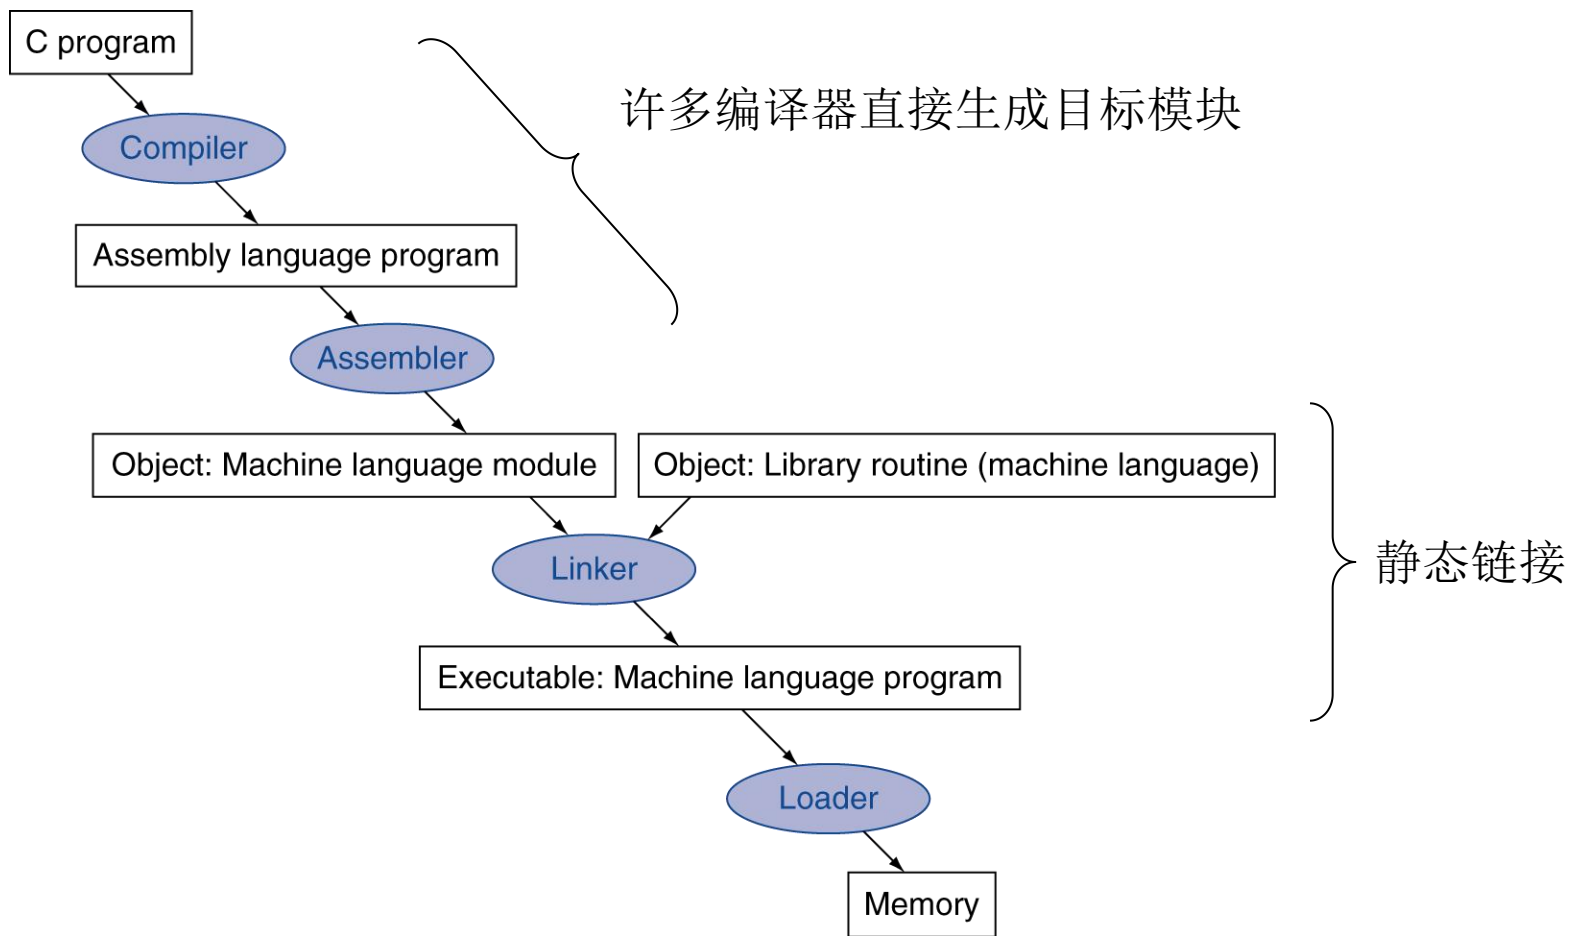 C program
许多编译器直接生成目标模块
Compiler
Assembly language program
Assembler
Object: Machine language module
Object: Library routine (machine language)
Linker
静态链接
Executable: Machine language program
Loader
Memory